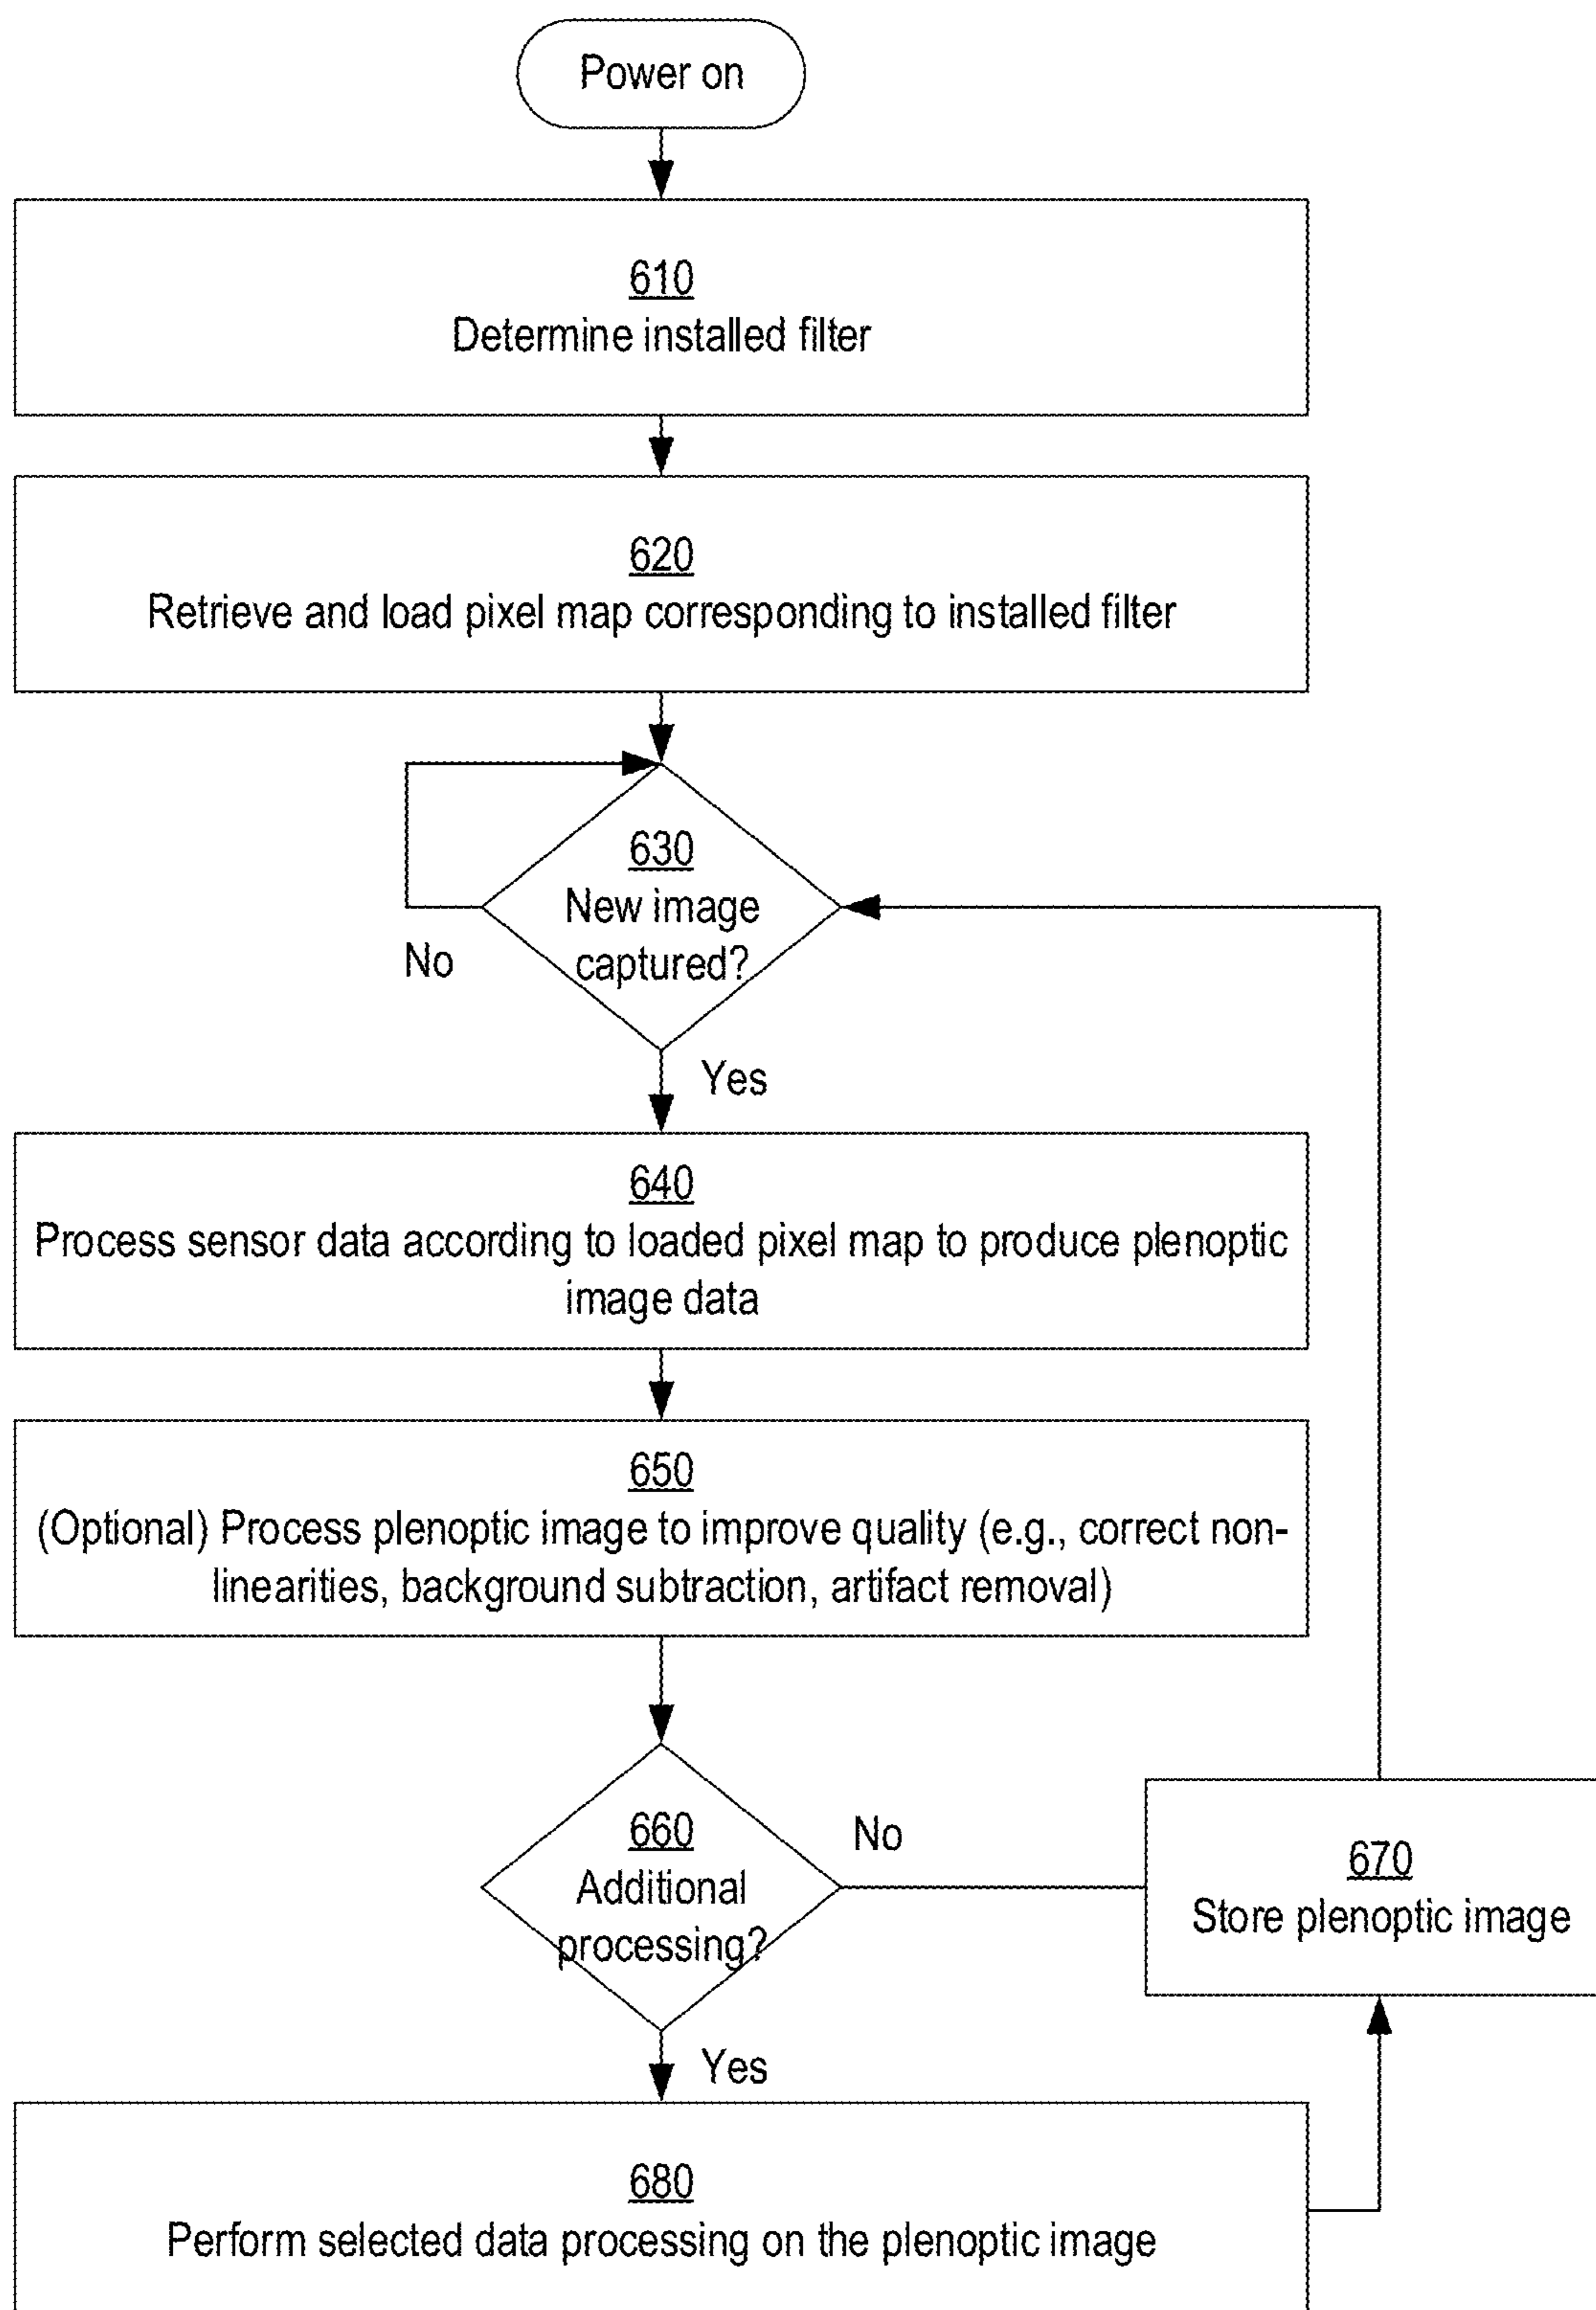 Power on
610
Determine installed filter
620
Retrieve and load pixel map corresponding to installed filter
630
New image
captured?
No
Yes
640
Process sensor data according to loaded pixel map to produce plenoptic
image data
650
(Optional) Process plenoptic image to improve quality (e.g., correct non-
linearities, background subtraction, artifact removal)
660
Additional
processing?
No
670
Store plenoptic image
Yes
680
Perform selected data processing on the plenoptic image